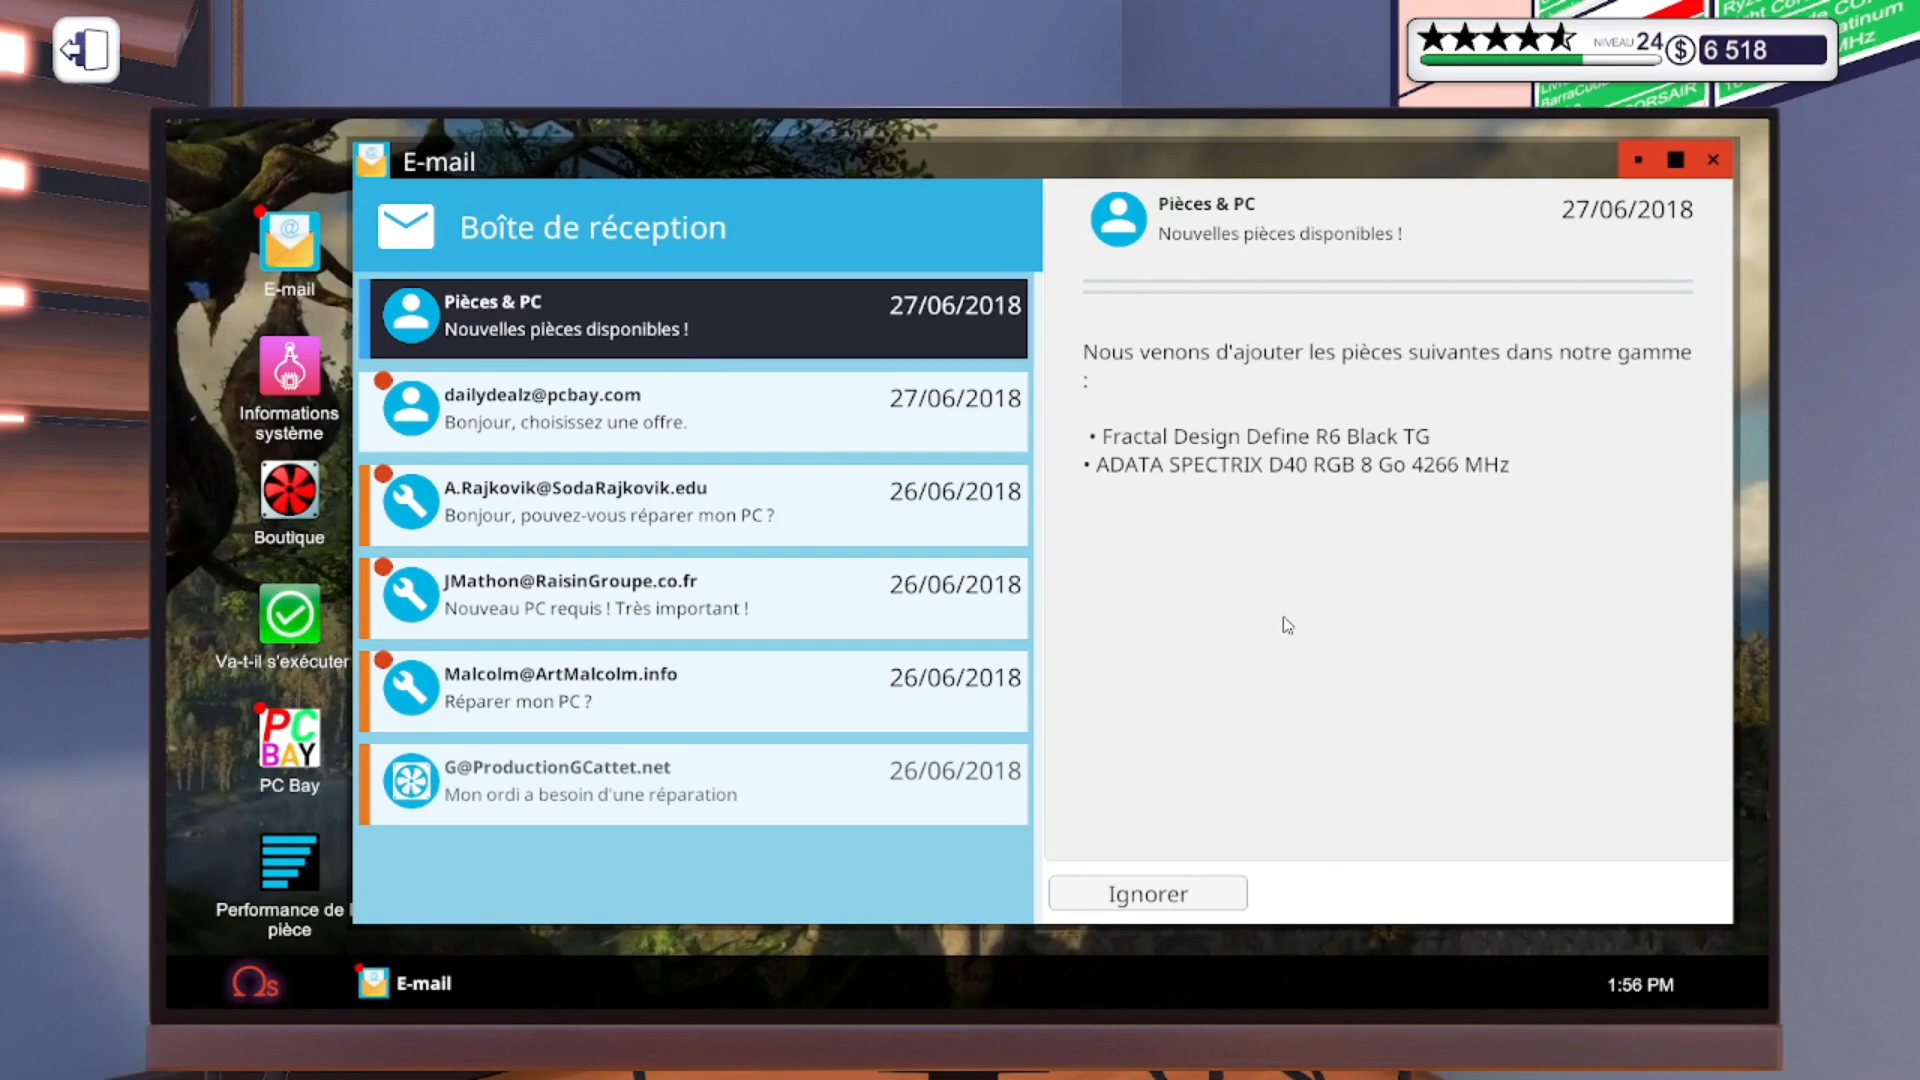 NIVEAU 24 $ 6 518
CORSAIR
E-mail
Boîte de réception
Pièces & PC
27/06/2018
Nouvelles pièces disponibles !
dailydealz@pcbay.com
27/06/2018
Bonjour, choisissez une offre.
A.Rajkovik@SodaRajkovik.edu
26/06/2018
Bonjour, pouvez-vous réparer mon PC ?
JMathon@RaisinGroupe.co.fr
26/06/2018
Nouveau PC requis ! Très important !
Malcolm@ArtMalcolm.info
26/06/2018
Réparer mon PC ?
G@ProductionGCattet.net
26/06/2018
Mon ordi a besoin d'une réparation
Pièces & PC
27/06/2018
Nouvelles pièces disponibles !
Nous venons d'ajouter les pièces suivantes dans notre gamme
:
• Fractal Design Define R6 Black TG
• ADATA SPECTRIX D40 RGB 8 Go 4266 MHz
Ignorer
E-mail
Informations
système
Boutique
Va-t-il s'exécuter
PC
BAY
PC Bay
Performance de
pièce
Ωs
E-mail
1:56 PM